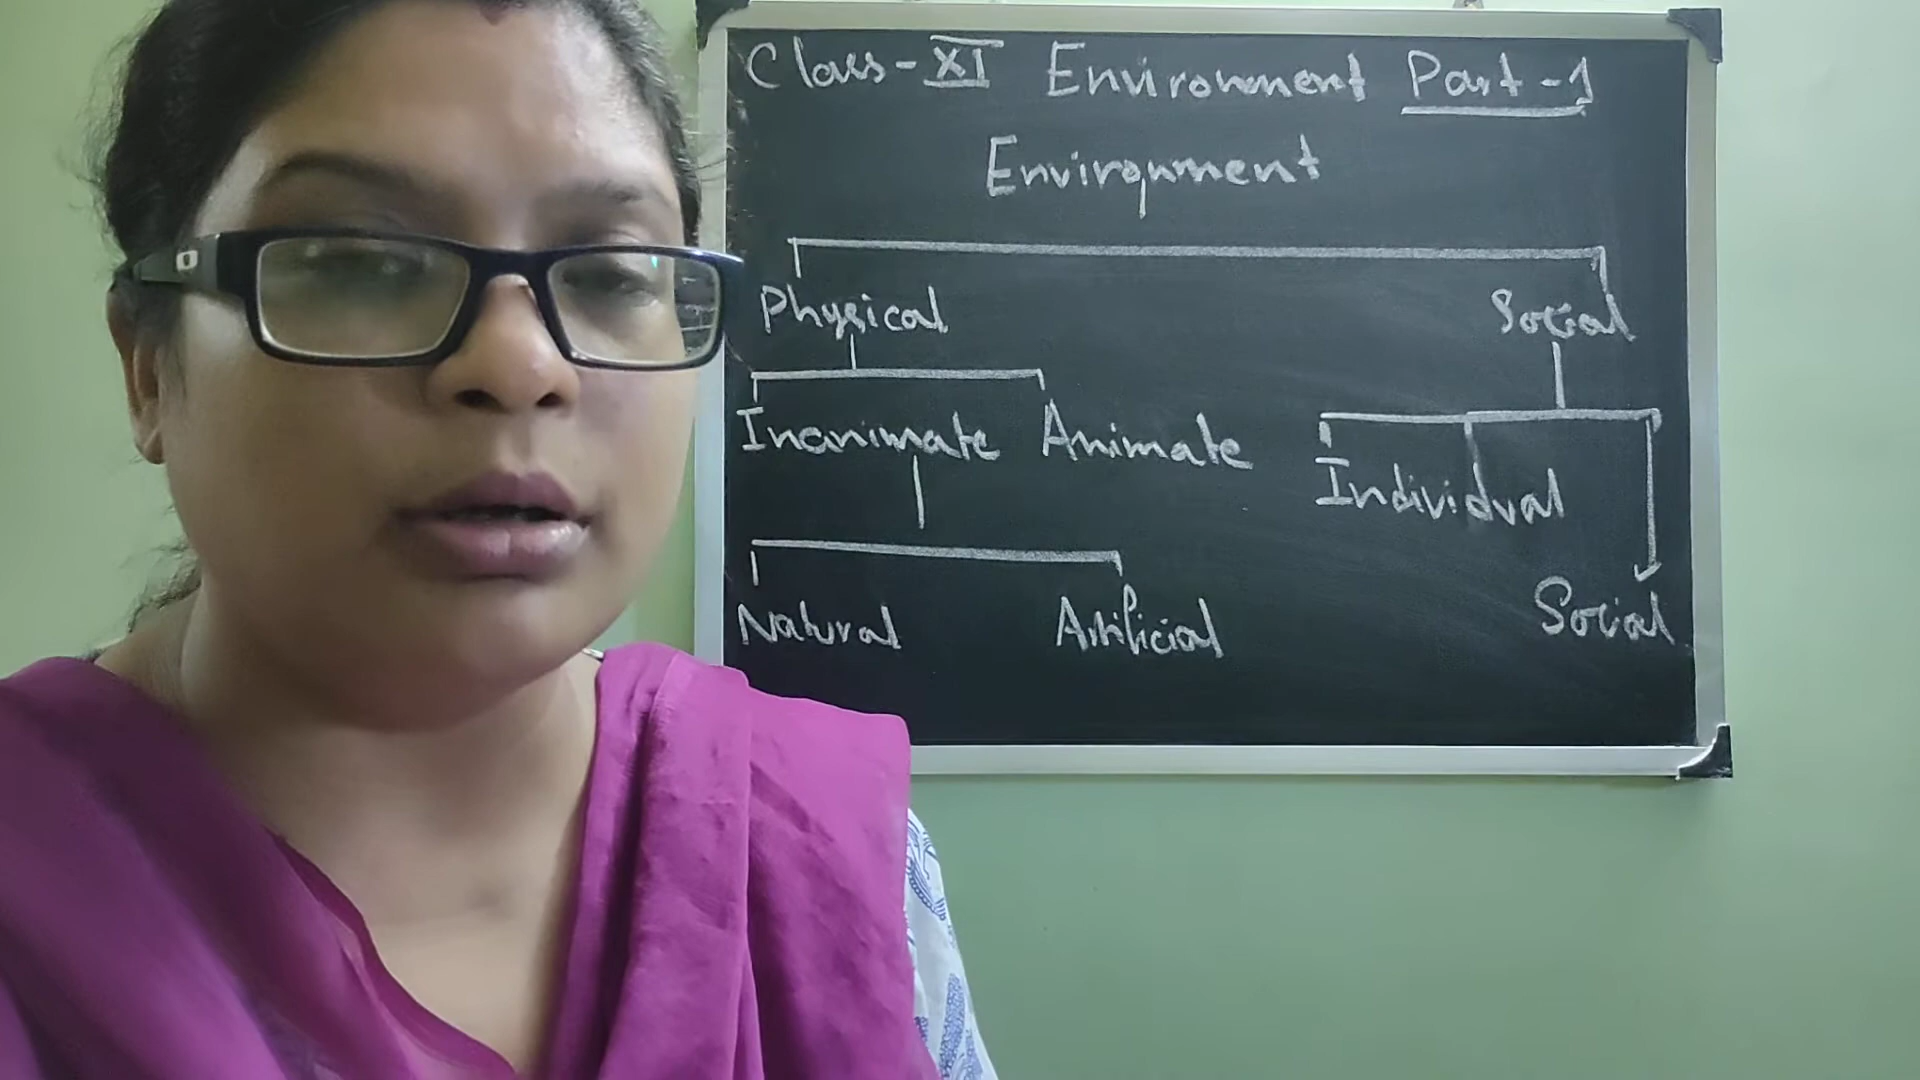 Class-XI Environment Part-1
Environment
Physical Social
Inanimate Animate
Individual
Natural Artificial Social